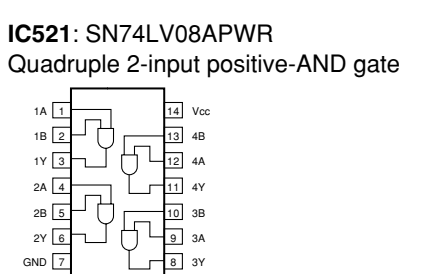 IC521: SN74LV08APWR
Quadruple 2-input positive-AND gate
1A 1 14 Vcc
1B 2 13 4B
1Y 3 12 4A
2A 4 11 4Y
2B 5 10 3B
2Y 6 9 3A
GND 7 8 3Y